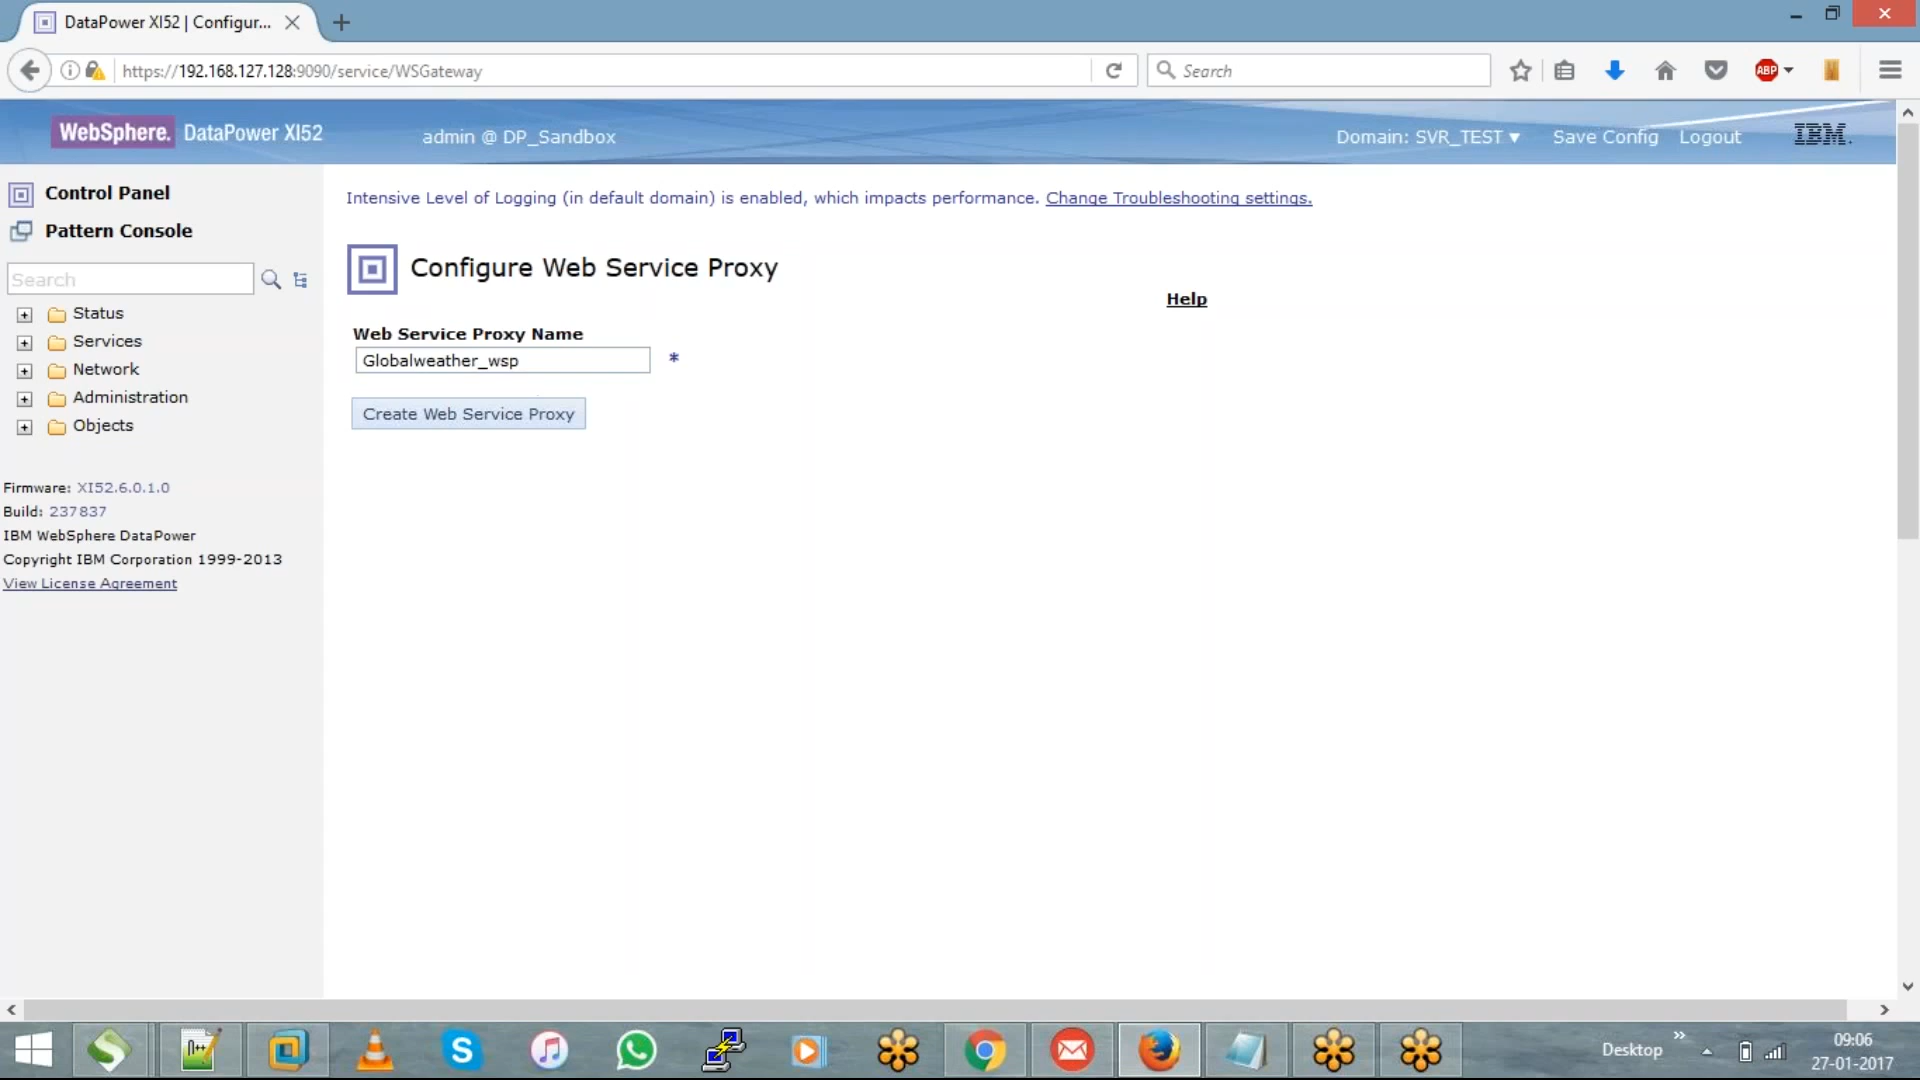 DataPower XI52 | Configur...
https://192.168.127.128:9090/service/WSGateway
Search
ABP
WebSphere. DataPower XI52
admin @ DP_Sandbox
Domain: SVR_TEST
Save Config
Logout
IBM.
Control Panel
Pattern Console
Search
Status
Services
Network
Administration
Objects
Firmware: XI52.6.0.1.0
Build: 237837
IBM WebSphere DataPower
Copyright IBM Corporation 1999-2013
View License Agreement
Intensive Level of Logging (in default domain) is enabled, which impacts performance. Change Troubleshooting settings.
Configure Web Service Proxy
Help
Web Service Proxy Name
Globalweather_wsp *
Create Web Service Proxy
Desktop
09:06
27-01-2017